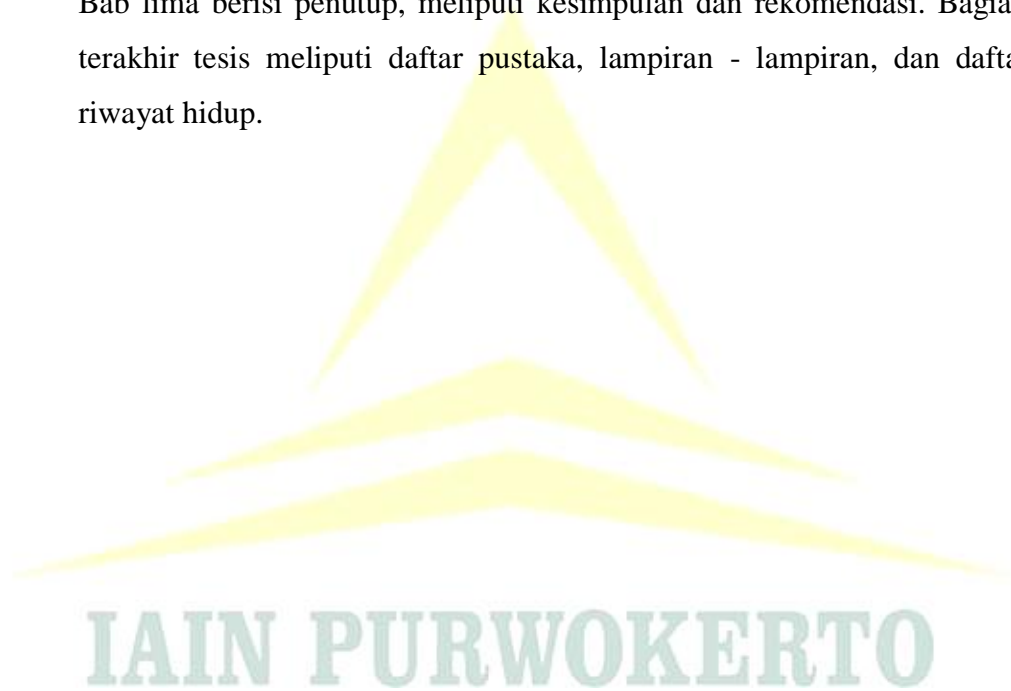 Bab lima berisi penutup, meliputi kesimpulan dan rekomendasi. Bagia
terakhir tesis meliputi daftar pustaka, lampiran - lampiran, dan dafta
riwayat hidup.
IAIN PURWOKERTO